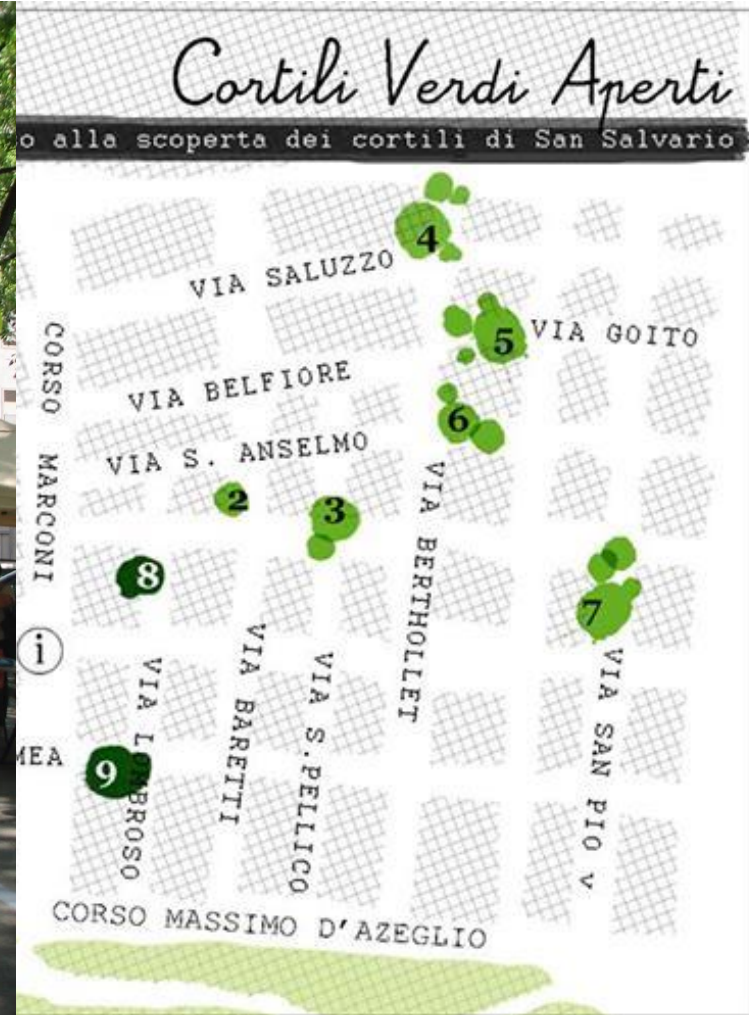 Cortili Verdi Aperti
o alla scoperta dei cortili di San Salvario
4
VIA SALUZZO
5
VIA GOITO
CORSO MARCONI
VIA BELFIORE
6
VIA S. ANSELMO
2
3
VIA BERTHOLLET
8
7
i
VIA LOMBROSO
VIA BARETTI
VIA S.PELLICO
VIA SAN PIO V
MEA
9
CORSO MASSIMO D'AZEGLIO